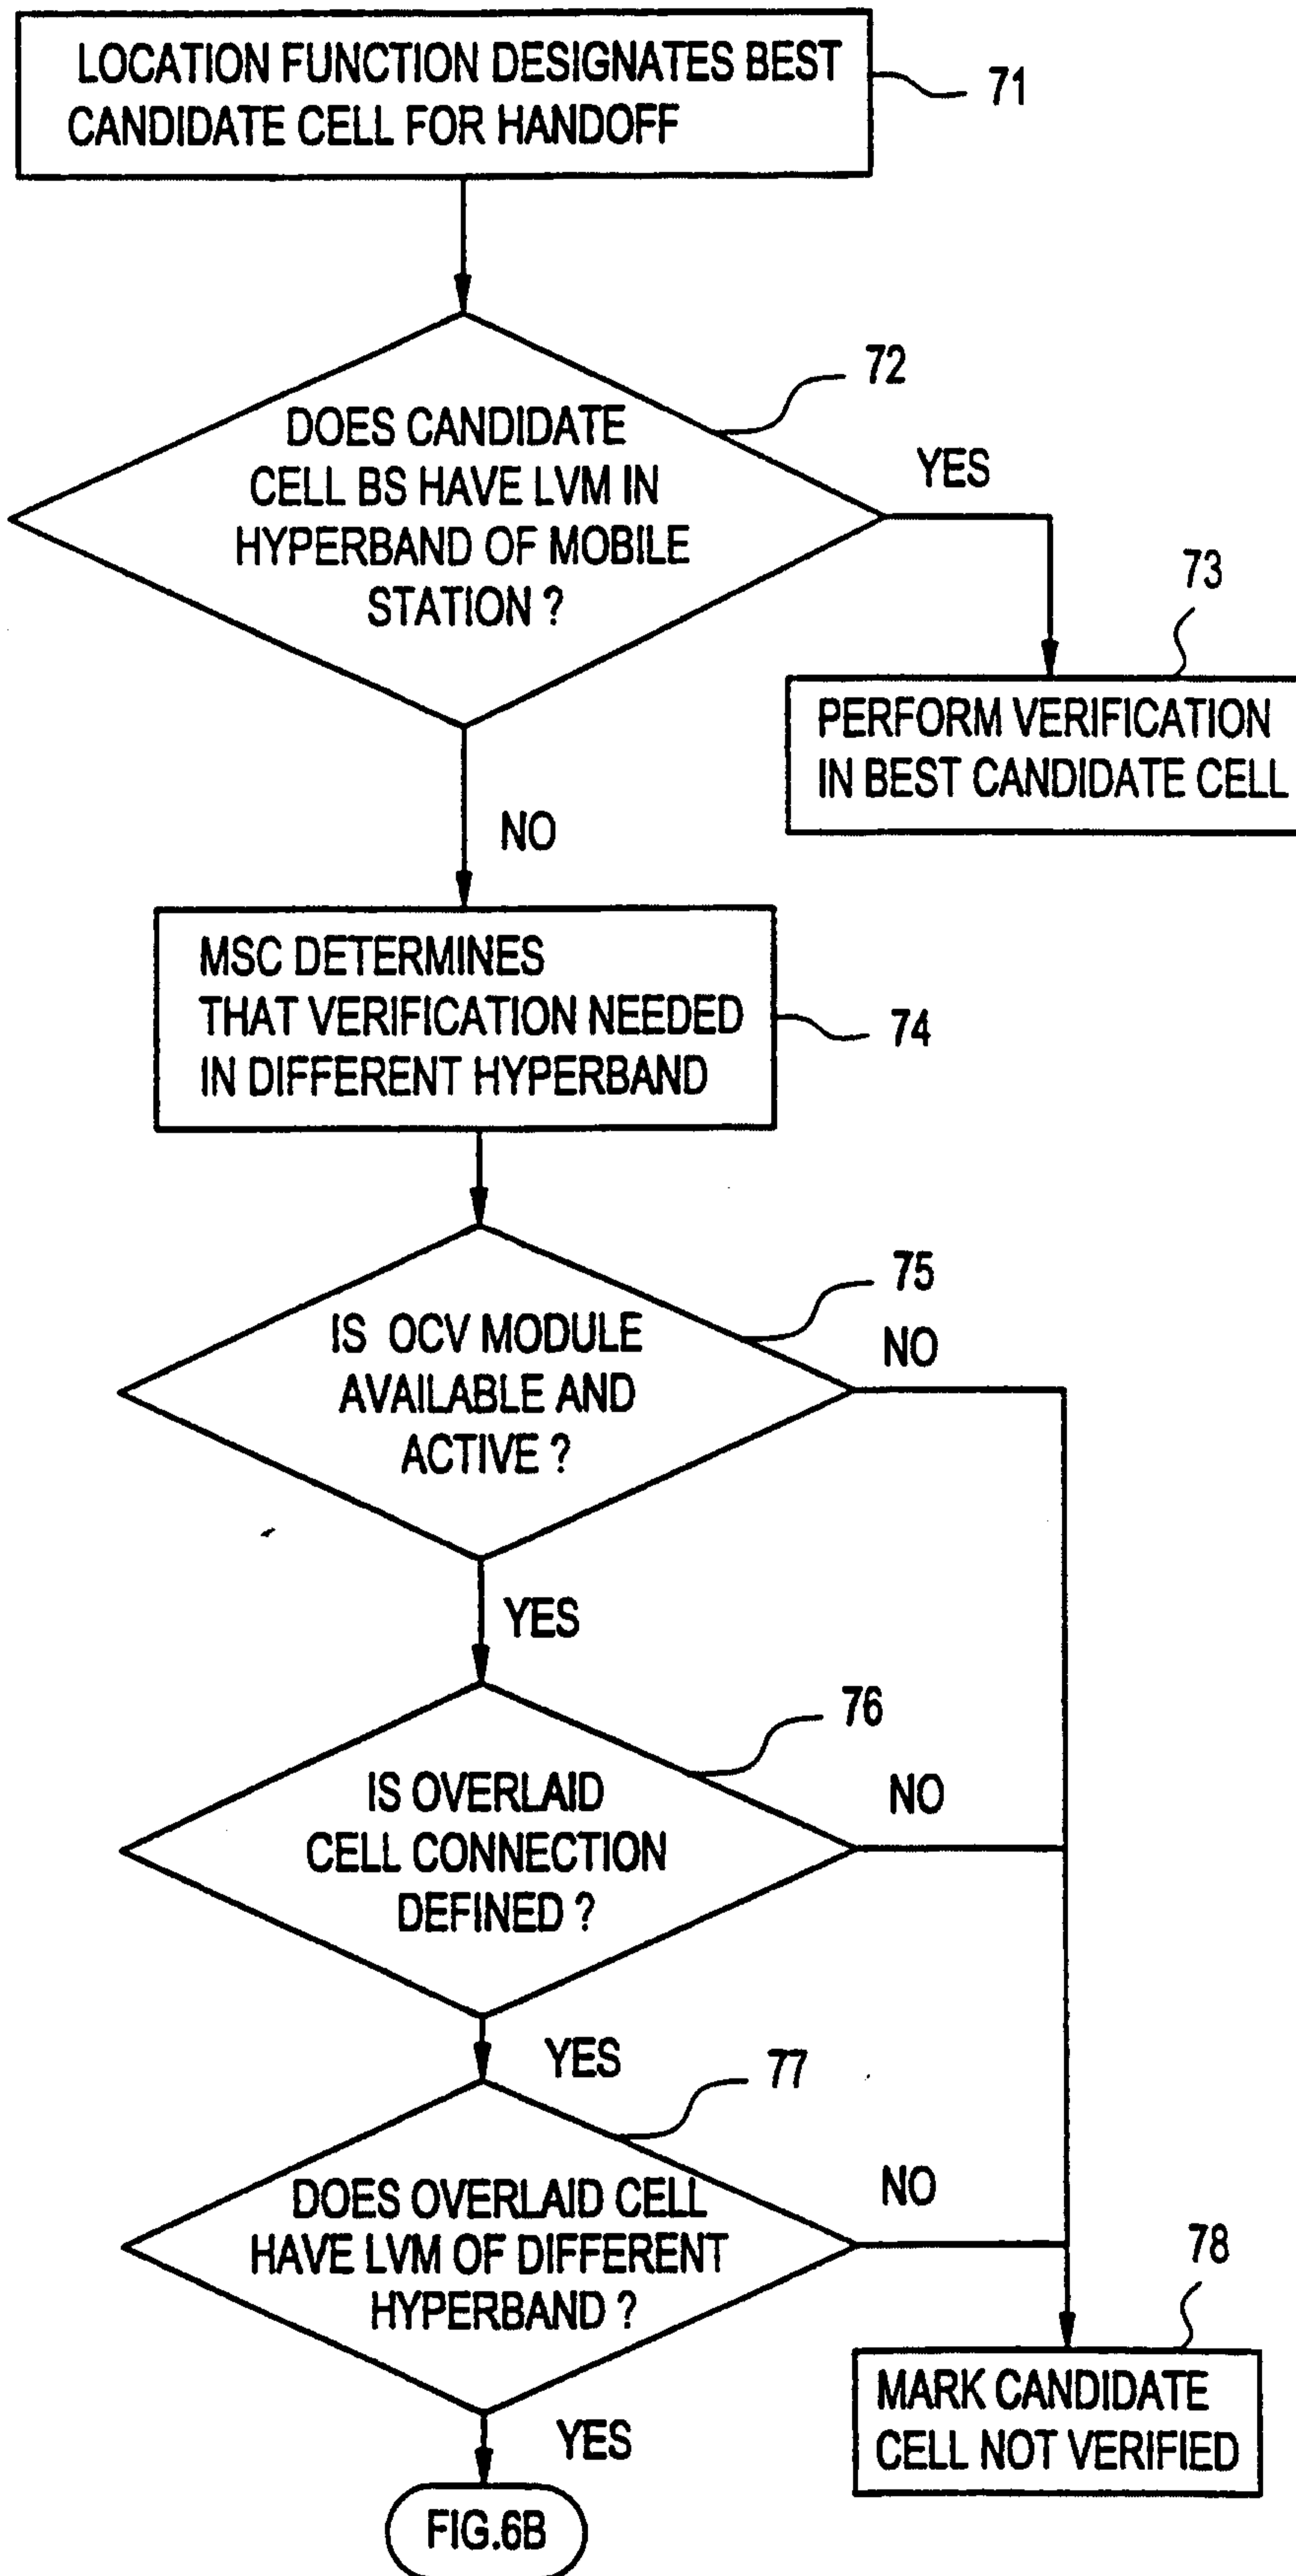 LOCATION FUNCTION DESIGNATES BEST
CANDIDATE CELL FOR HANDOFF
71
72
DOES CANDIDATE
CELL BS HAVE LVM IN
HYPERBAND OF MOBILE
STATION ?
YES
73
PERFORM VERIFICATION
IN BEST CANDIDATE CELL
NO
MSC DETERMINES
THAT VERIFICATION NEEDED
IN DIFFERENT HYPERBAND
74
75
IS OCV MODULE
AVAILABLE AND
ACTIVE ?
NO
YES
76
IS OVERLAID
CELL CONNECTION
DEFINED ?
NO
YES
77
DOES OVERLAID CELL
HAVE LVM OF DIFFERENT
HYPERBAND ?
NO
78
MARK CANDIDATE
CELL NOT VERIFIED
YES
FIG.6B